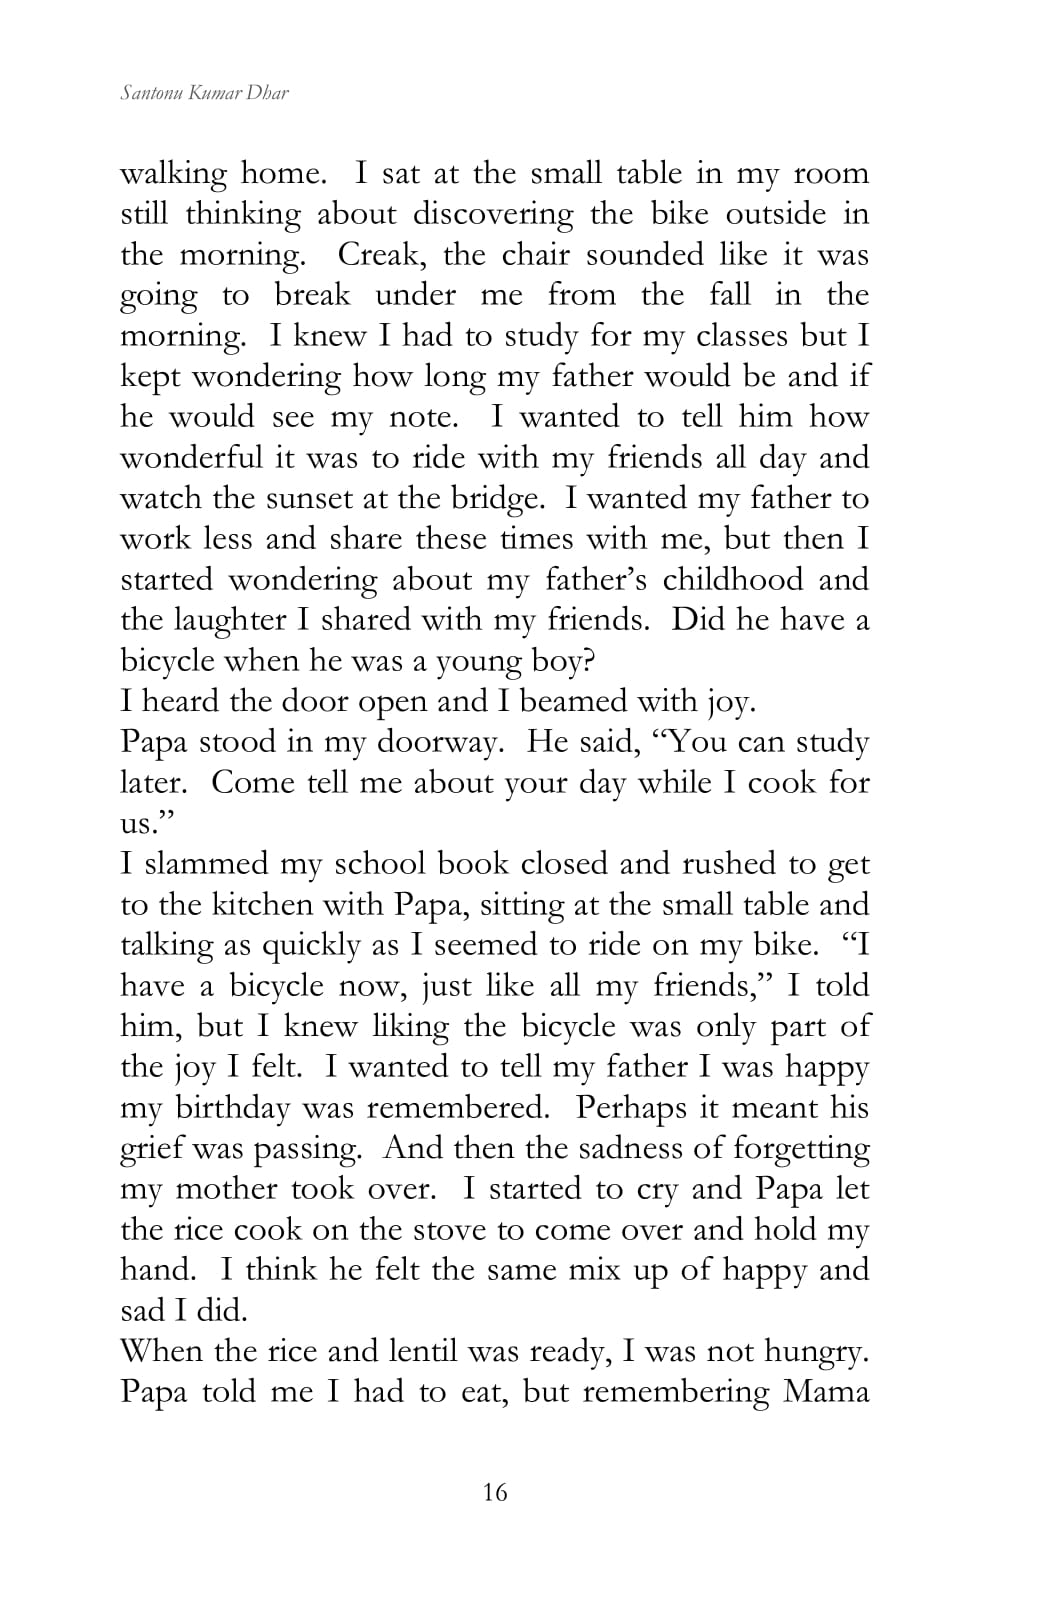 Santonu Kumar Dhar
walking home.  I sat at the small table in my room
still thinking about discovering the bike outside in
the morning.  Creak, the chair sounded like it was
going to break under me from the fall in the
morning.  I knew I had to study for my classes but I
kept wondering how long my father would be and if
he would see my note.  I wanted to tell him how
wonderful it was to ride with my friends all day and
watch the sunset at the bridge.  I wanted my father to
work less and share these times with me, but then I
started wondering about my father’s childhood and
the laughter I shared with my friends.  Did he have a
bicycle when he was a young boy?
I heard the door open and I beamed with joy.
Papa stood in my doorway.  He said, “You can study
later.  Come tell me about your day while I cook for
us.”
I slammed my school book closed and rushed to get
to the kitchen with Papa, sitting at the small table and
talking as quickly as I seemed to ride on my bike.  “I
have a bicycle now, just like all my friends,” I told
him, but I knew liking the bicycle was only part of
the joy I felt.  I wanted to tell my father I was happy
my birthday was remembered.  Perhaps it meant his
grief was passing.  And then the sadness of forgetting
my mother took over.  I started to cry and Papa let
the rice cook on the stove to come over and hold my
hand.  I think he felt the same mix up of happy and
sad I did.
When the rice and lentil was ready, I was not hungry.
Papa told me I had to eat, but remembering Mama
16